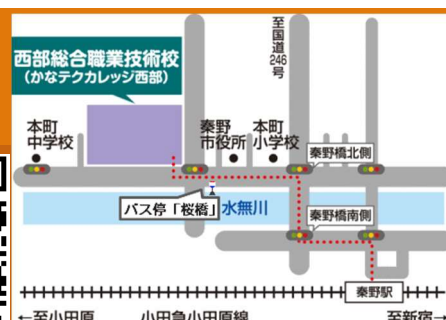 西部総合職業技術校
(かなテクカレッジ西部)
至国道246号
本町
中学校
秦野
市役所
本町
小学校
秦野橋北側
バス停「桜橋」
水無川
秦野橋南側
秦野駅
←至小田原
小田急小田原線
至新宿→